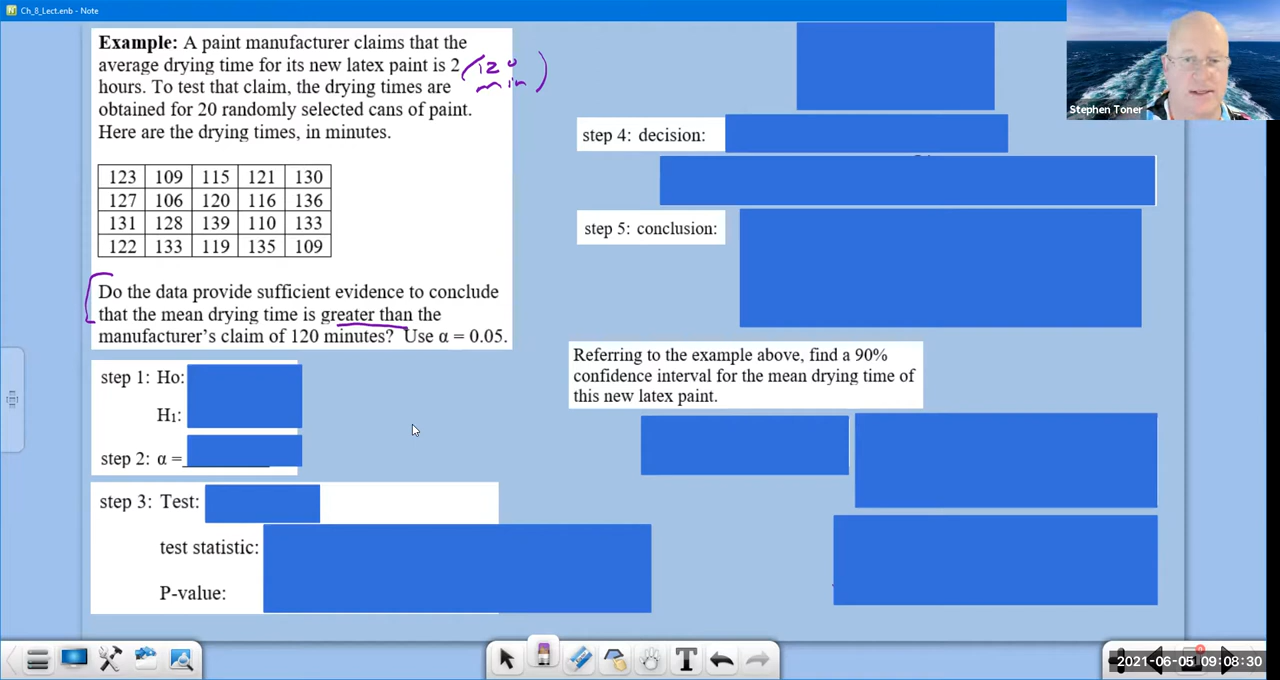 Ch_8_Lect.enb - Note
Example: A paint manufacturer claims that the
average drying time for its new latex paint is 2
(120
min)
hours. To test that claim, the drying times are
obtained for 20 randomly selected cans of paint.
Here are the drying times, in minutes.
123 109 115 121 130
127 106 120 116 136
131 128 139 110 133
122 133 119 135 109
Do the data provide sufficient evidence to conclude
that the mean drying time is greater than the
manufacturer's claim of 120 minutes? Use α = 0.05.
step 1: Ho:
H1:
step 2: α =
step 3: Test:
test statistic:
P-value:
step 4: decision:
step 5: conclusion:
Referring to the example above, find a 90%
confidence interval for the mean drying time of
this new latex paint.
Stephen Toner
T
2021-06-05 09:08:30